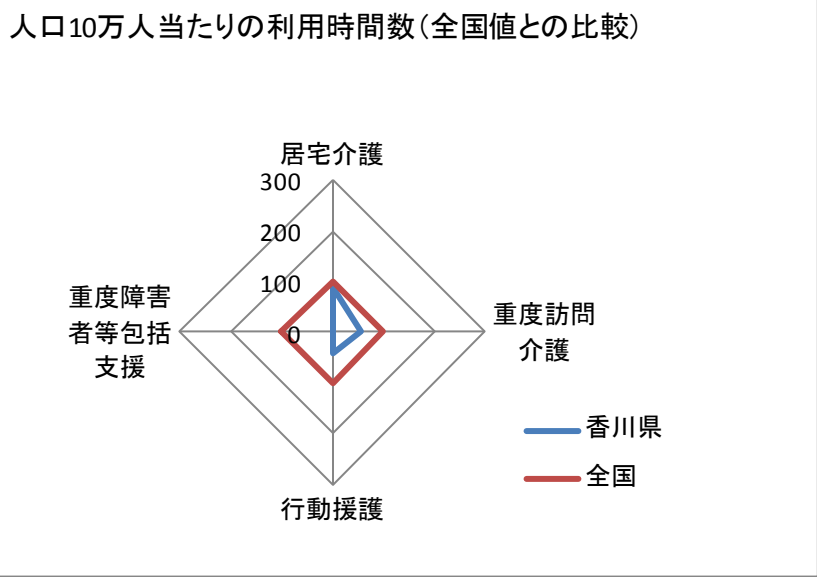 人口10万人当たりの利用時間数（全国値との比較）
居宅介護
300
200
100
0
重度障害
者等包括
支援
重度訪問
介護
行動援護
香川県
全国